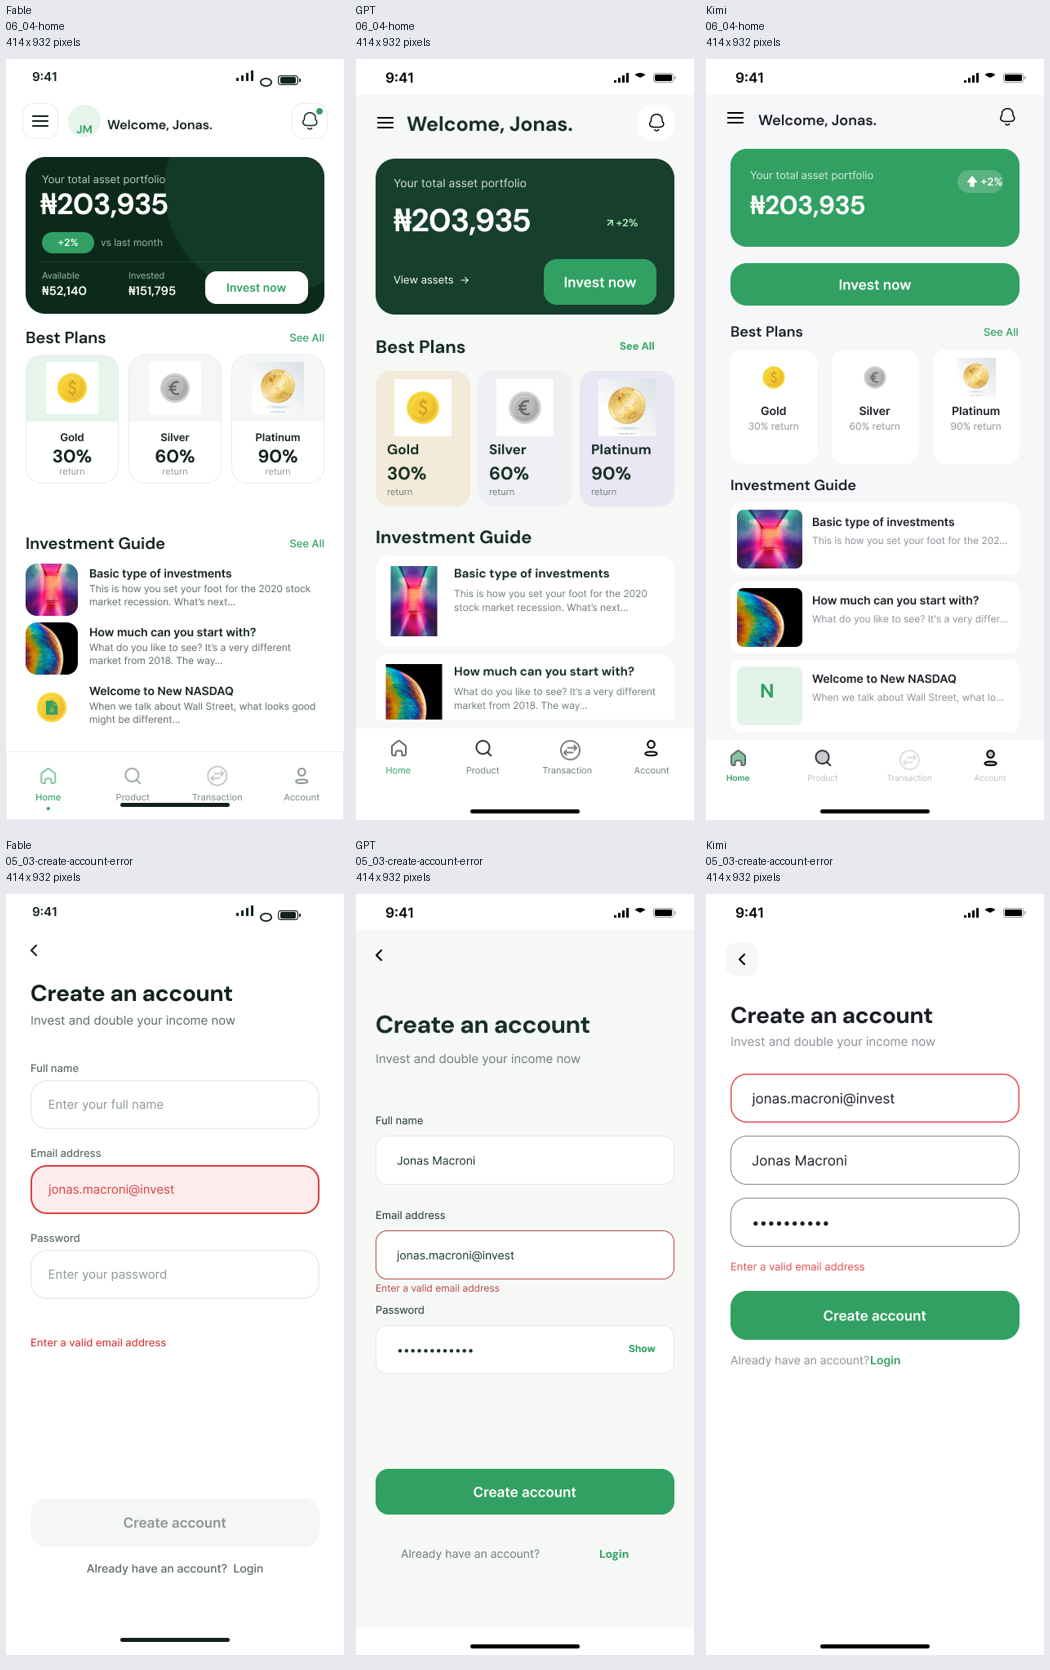 Fable
06_04-home
414 x 932 pixels
9:41
JM
Welcome, Jonas.
Your total asset portfolio
₦203,935
+2%
vs last month
Available
₦52,140
Invested
₦151,795
Invest now
Best Plans
See All
$
Gold
30%
return
€
Silver
60%
return
Platinum
90%
return
Investment Guide
See All
Basic type of investments
This is how you set your foot for the 2020 stock
market recession. What's next...
How much can you start with?
What do you like to see? It's a very different
market from 2018. The way...
Welcome to New NASDAQ
When we talk about Wall Street, what looks good
might be different...
Home
Product
Transaction
Account
GPT
06_04-home
414 x 932 pixels
9:41
Welcome, Jonas.
Your total asset portfolio
₦203,935
+2%
View assets →
Invest now
Best Plans
See All
$
Gold
30%
return
€
Silver
60%
return
Platinum
90%
return
Investment Guide
Basic type of investments
This is how you set your foot for the 2020
stock market recession. What's next...
How much can you start with?
What do you like to see? It's a very different
market from 2018. The way...
Home
Product
Transaction
Account
Kimi
06_04-home
414 x 932 pixels
9:41
Welcome, Jonas.
Your total asset portfolio
₦203,935
+2%
Invest now
Best Plans
See All
$
Gold
30% return
€
Silver
60% return
Platinum
90% return
Investment Guide
Basic type of investments
This is how you set your foot for the 202...
How much can you start with?
What do you like to see? It's a very differ...
N
Welcome to New NASDAQ
When we talk about Wall Street, what lo...
Home
Product
Transaction
Account
Fable
05_03-create-account-error
414 x 932 pixels
9:41
Create an account
Invest and double your income now
Full name
Enter your full name
Email address
jonas.macroni@invest
Password
Enter your password
Enter a valid email address
Create account
Already have an account? Login
GPT
05_03-create-account-error
414 x 932 pixels
9:41
Create an account
Invest and double your income now
Full name
Jonas Macroni
Email address
jonas.macroni@invest
Enter a valid email address
Password
••••••••••••
Show
Create account
Already have an account?
Login
Kimi
05_03-create-account-error
414 x 932 pixels
9:41
Create an account
Invest and double your income now
jonas.macroni@invest
Jonas Macroni
••••••••••
Enter a valid email address
Create account
Already have an account?Login